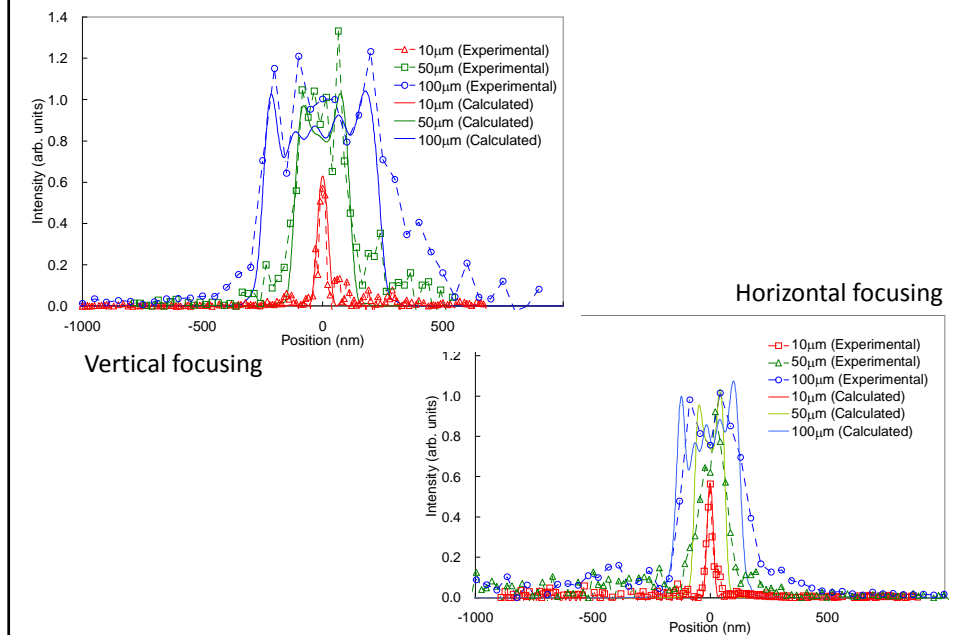 1.4
1.2
1.0
0.8
0.6
0.4
0.2
0.0
Intensity (arb. units)
10μm (Experimental)
50μm (Experimental)
100μm (Experimental)
10μm (Calculated)
50μm (Calculated)
100μm (Calculated)
-1000
-500
0
500
Position (nm)
Vertical focusing
Horizontal focusing
1.2
1.0
0.8
0.6
0.4
0.2
0.0
Intensity (arb. units)
10μm (Experimental)
50μm (Experimental)
100μm (Experimental)
10μm (Calculated)
50μm (Calculated)
100μm (Calculated)
-1000
-500
0
500
Position (nm)